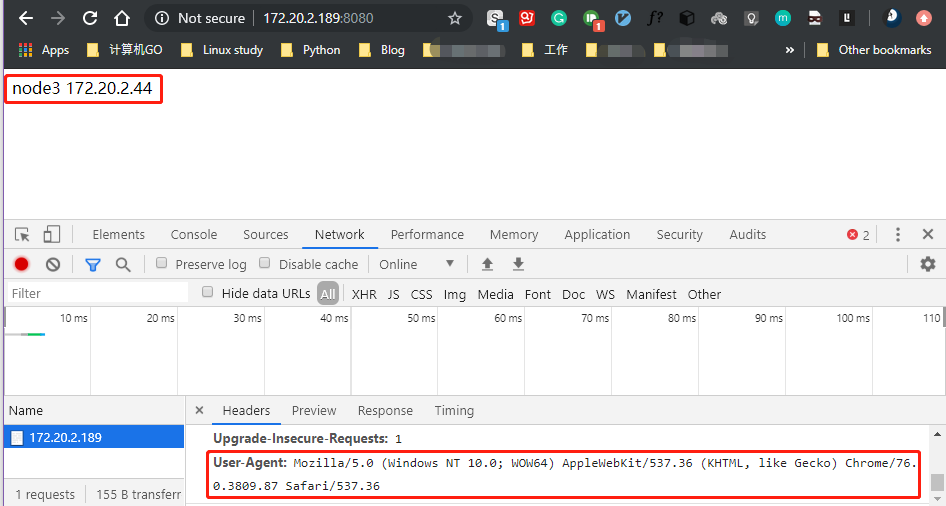 Not secure 172.20.2.189:8080
Apps 计算机GO Linux study Python Blog 工作 » Other bookmarks
node3 172.20.2.44
Elements Console Sources Network Performance Memory Application Security Audits 2
Preserve log Disable cache Online
Filter Hide data URLs All XHR JS CSS Img Media Font Doc WS Manifest Other
10 ms 20 ms 30 ms 40 ms 50 ms 60 ms 70 ms 80 ms 90 ms 100 ms 110
Name × Headers Preview Response Timing
Upgrade-Insecure-Requests: 1
172.20.2.189
User-Agent: Mozilla/5.0 (Windows NT 10.0; WOW64) AppleWebKit/537.36 (KHTML, like Gecko) Chrome/76.
0.3809.87 Safari/537.36
1 requests 155 B transferr